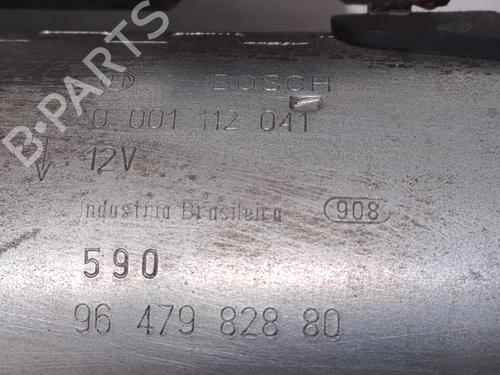 B-PARTS
BOSCH
0 001 112 041
12V
Industria Brasileira 908
590
96 479 828 80